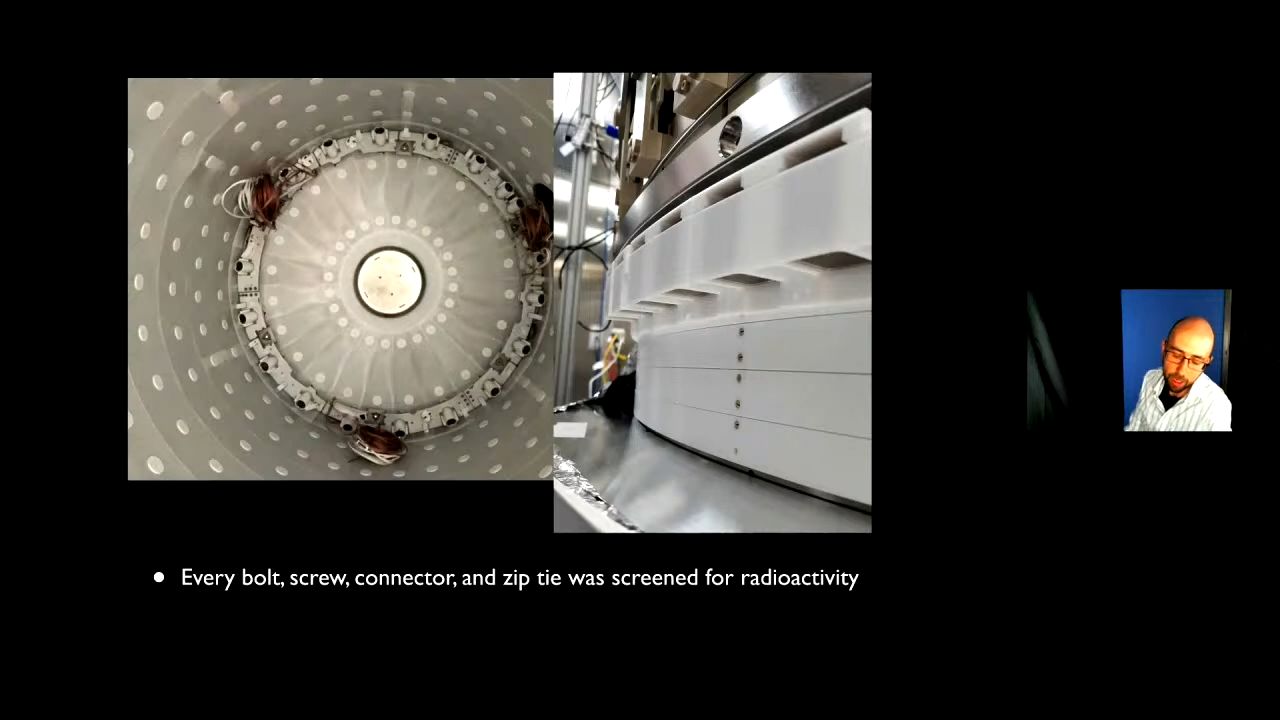 Every bolt, screw, connector, and zip tie was screened for radioactivity